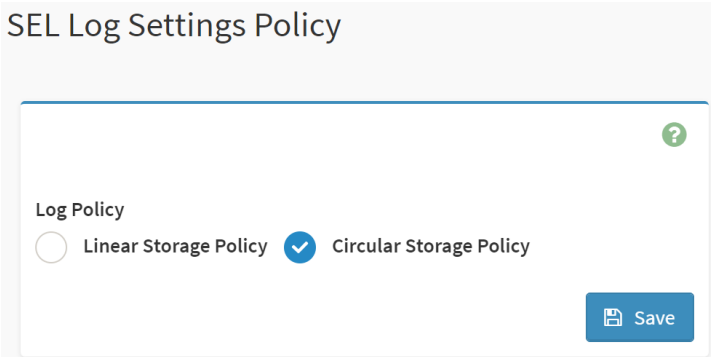 SEL Log Settings Policy
?
Log Policy
Linear Storage Policy Circular Storage Policy
Save